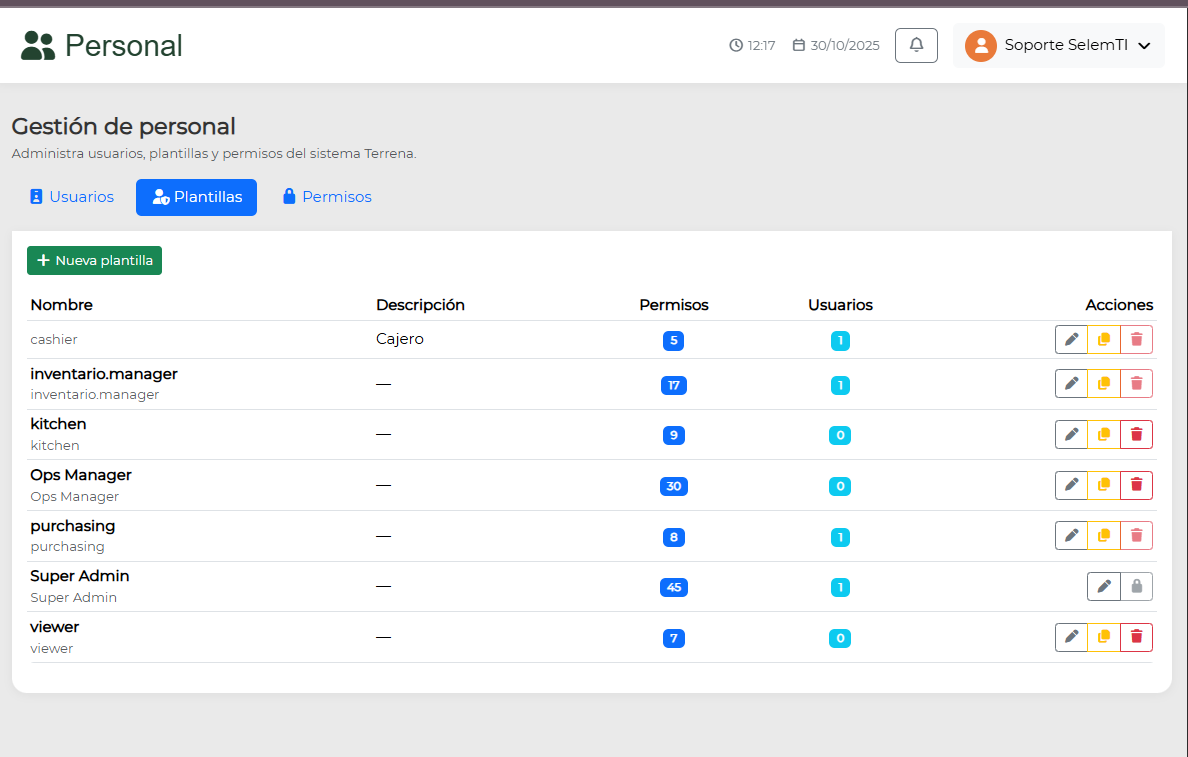 Personal
12:17 30/10/2025 Soporte SelemTI
Gestión de personal
Administra usuarios, plantillas y permisos del sistema Terrena.
Usuarios Plantillas Permisos
Nueva plantilla
Nombre Descripción Permisos Usuarios Acciones
cashier Cajero 5 1
inventario.manager
inventario.manager — 17 1
kitchen
kitchen — 9 0
Ops Manager
Ops Manager — 30 0
purchasing
purchasing — 8 1
Super Admin
Super Admin — 45 1
viewer
viewer — 7 0